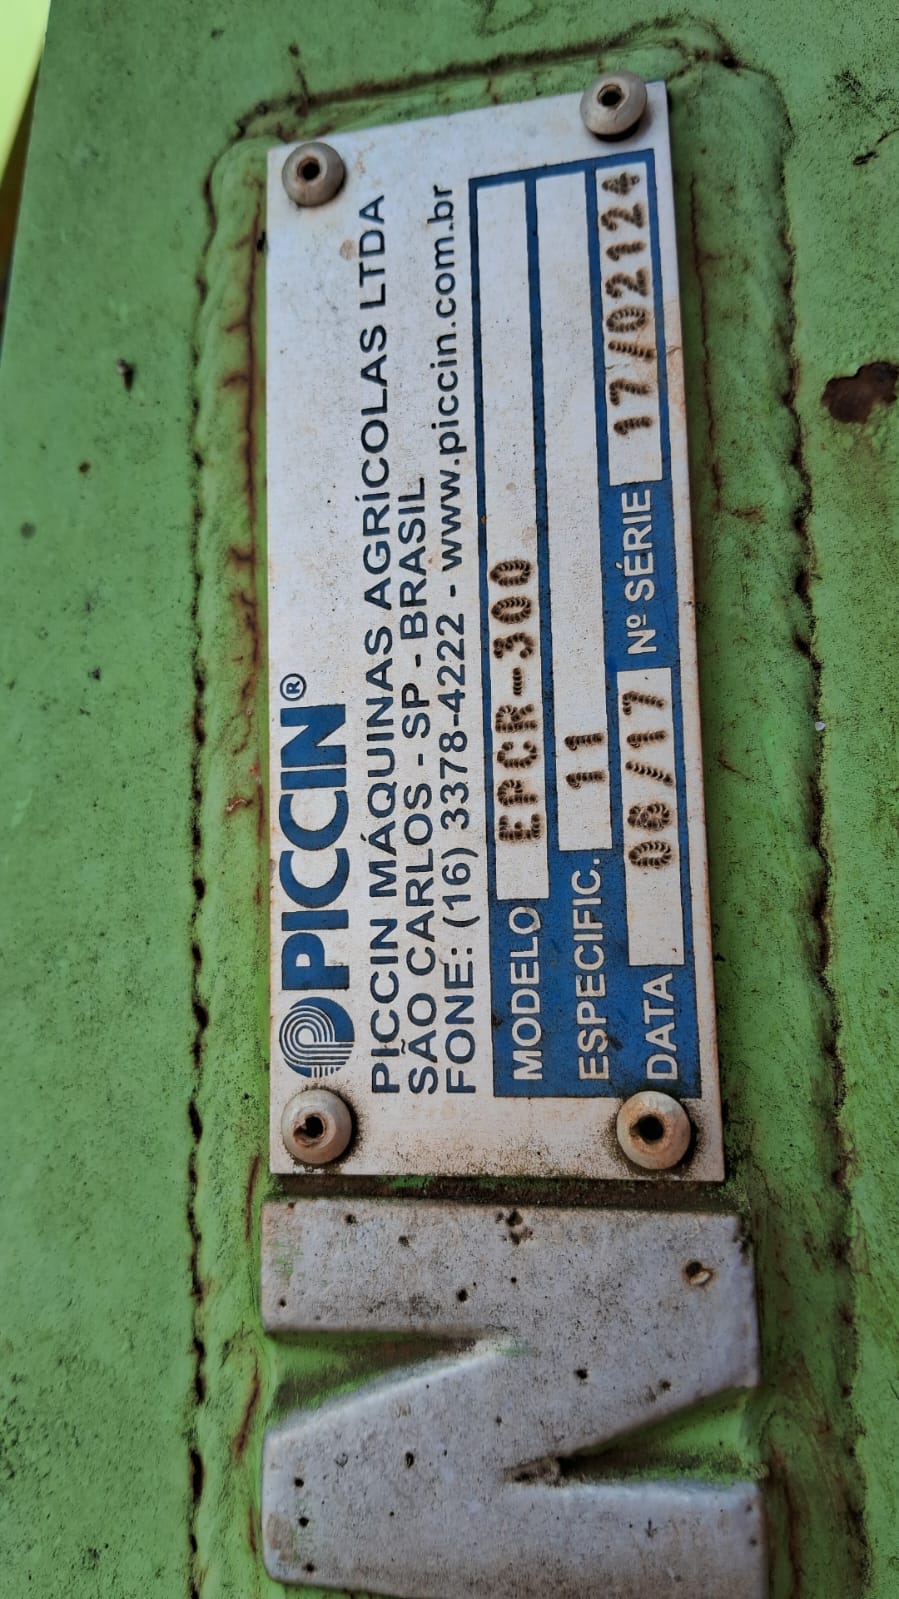 PICCIN®
PICCIN MÁQUINAS AGRÍCOLAS LTDA
SÃO CARLOS - SP - BRASIL
FONE: (16) 3378-4222 - www.piccin.com.br
MODELO EPCR-300
ESPECIFIC. 11
DATA 06/17 Nº SÉRIE 17/02124
N